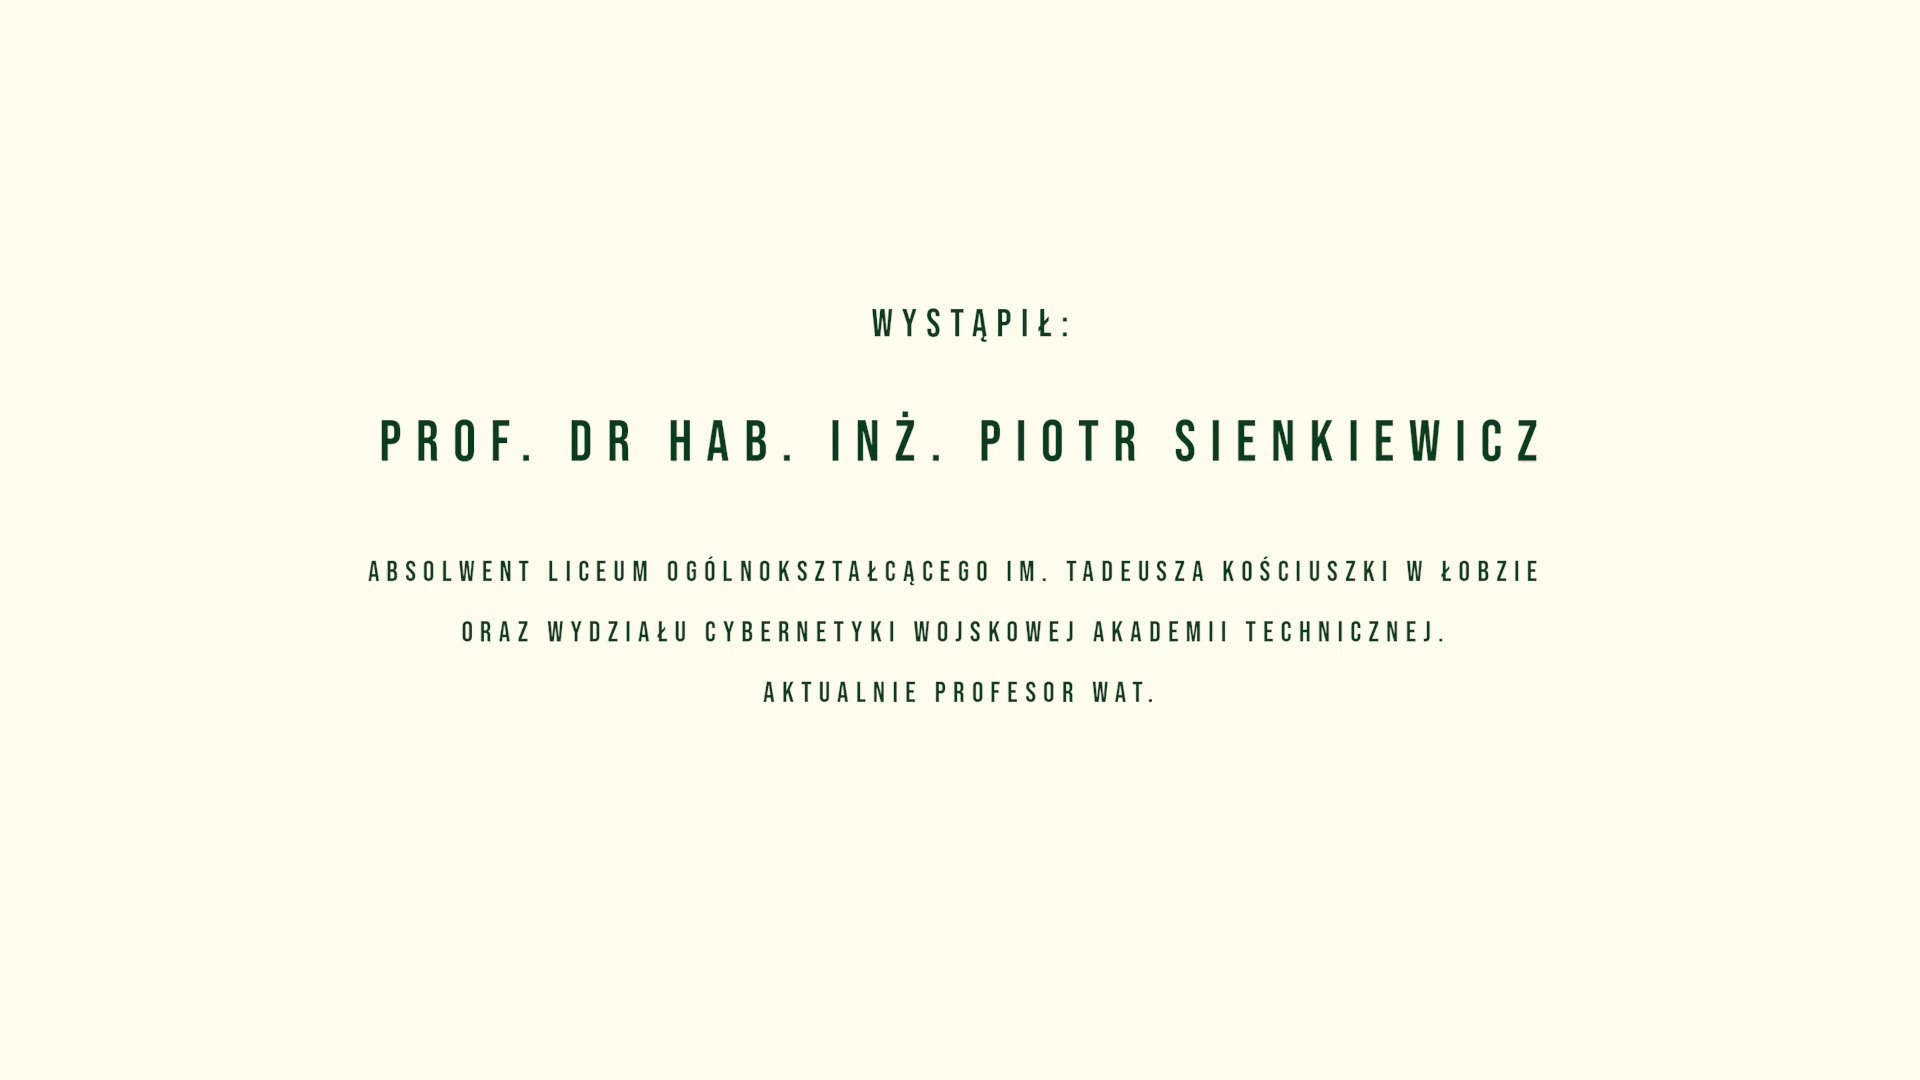 WYSTĄPIŁ:
PROF. DR HAB. INŻ. PIOTR SIENKIEWICZ
ABSOLWENT LICEUM OGÓLNOKSZTAŁCĄCEGO IM. TADEUSZA KOŚCIUSZKI W ŁOBZIE
ORAZ WYDZIAŁU CYBERNETYKI WOJSKOWEJ AKADEMII TECHNICZNEJ.
AKTUALNIE PROFESOR WAT.